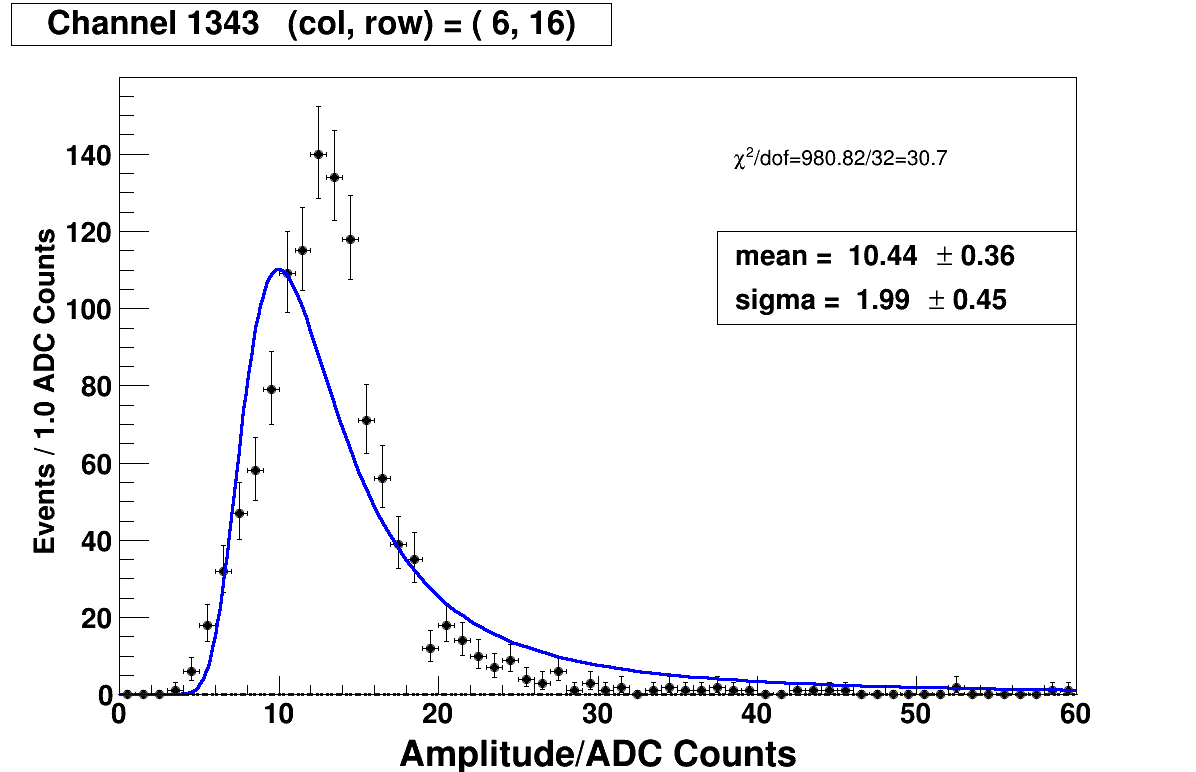 Channel 1343 (col, row) = ( 6, 16)
χ²/dof=980.82/32=30.7
mean = 10.44 ± 0.36
sigma = 1.99 ± 0.45
Events / 1.0 ADC Counts
140
120
100
80
60
40
20
0
0 10 20 30 40 50 60
Amplitude/ADC Counts